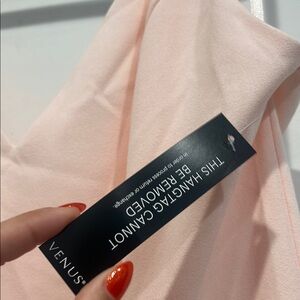 THIS HANGTAG CANNOT
BE REMOVED
in order to process return or exchange.
VENUS®